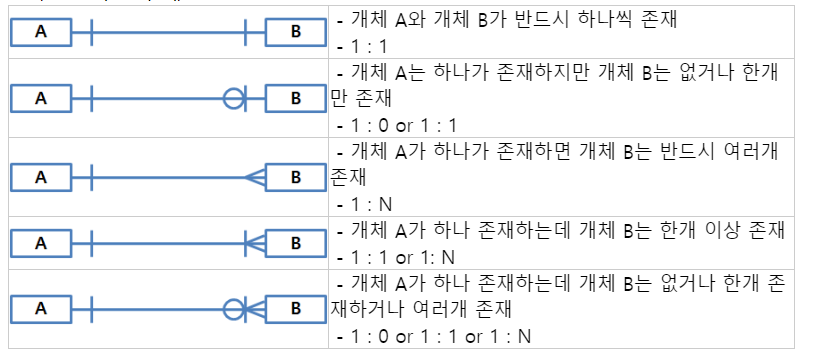 A B - 개체 A와 개체 B가 반드시 하나씩 존재
- 1 : 1
A B - 개체 A는 하나가 존재하지만 개체 B는 없거나 한개
만 존재
- 1 : 0 or 1 : 1
A B - 개체 A가 하나가 존재하면 개체 B는 반드시 여러개
존재
- 1 : N
A B - 개체 A가 하나 존재하는데 개체 B는 한개 이상 존재
- 1 : 1 or 1: N
A B - 개체 A가 하나 존재하는데 개체 B는 없거나 한개 존
재하거나 여러개 존재
- 1 : 0 or 1 : 1 or 1 : N